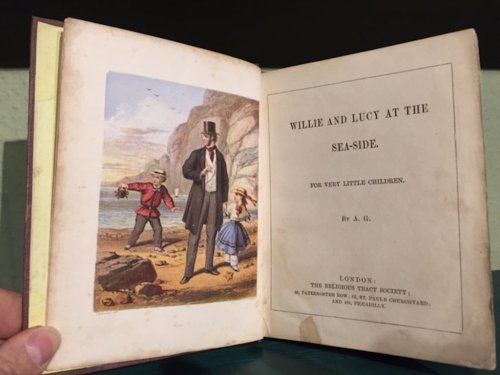 WILLIE AND LUCY AT THE
SEA-SIDE.
FOR VERY LITTLE CHILDREN.
BY A. G.
LONDON:
THE RELIGIOUS TRACT SOCIETY;
56, PATERNOSTER ROW; 65, ST. PAUL'S CHURCHYARD;
AND 164, PICCADILLY.